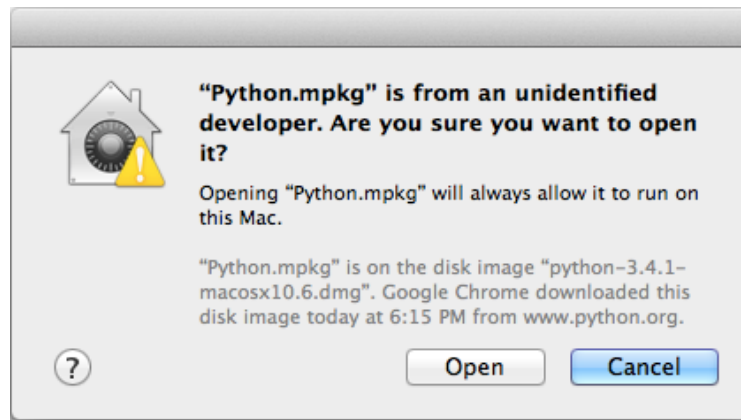 “Python.mpkg” is from an unidentified
developer. Are you sure you want to open
it?
Opening “Python.mpkg” will always allow it to run on
this Mac.
“Python.mpkg” is on the disk image “python-3.4.1-
macosx10.6.dmg”. Google Chrome downloaded this
disk image today at 6:15 PM from www.python.org.
?
Open
Cancel